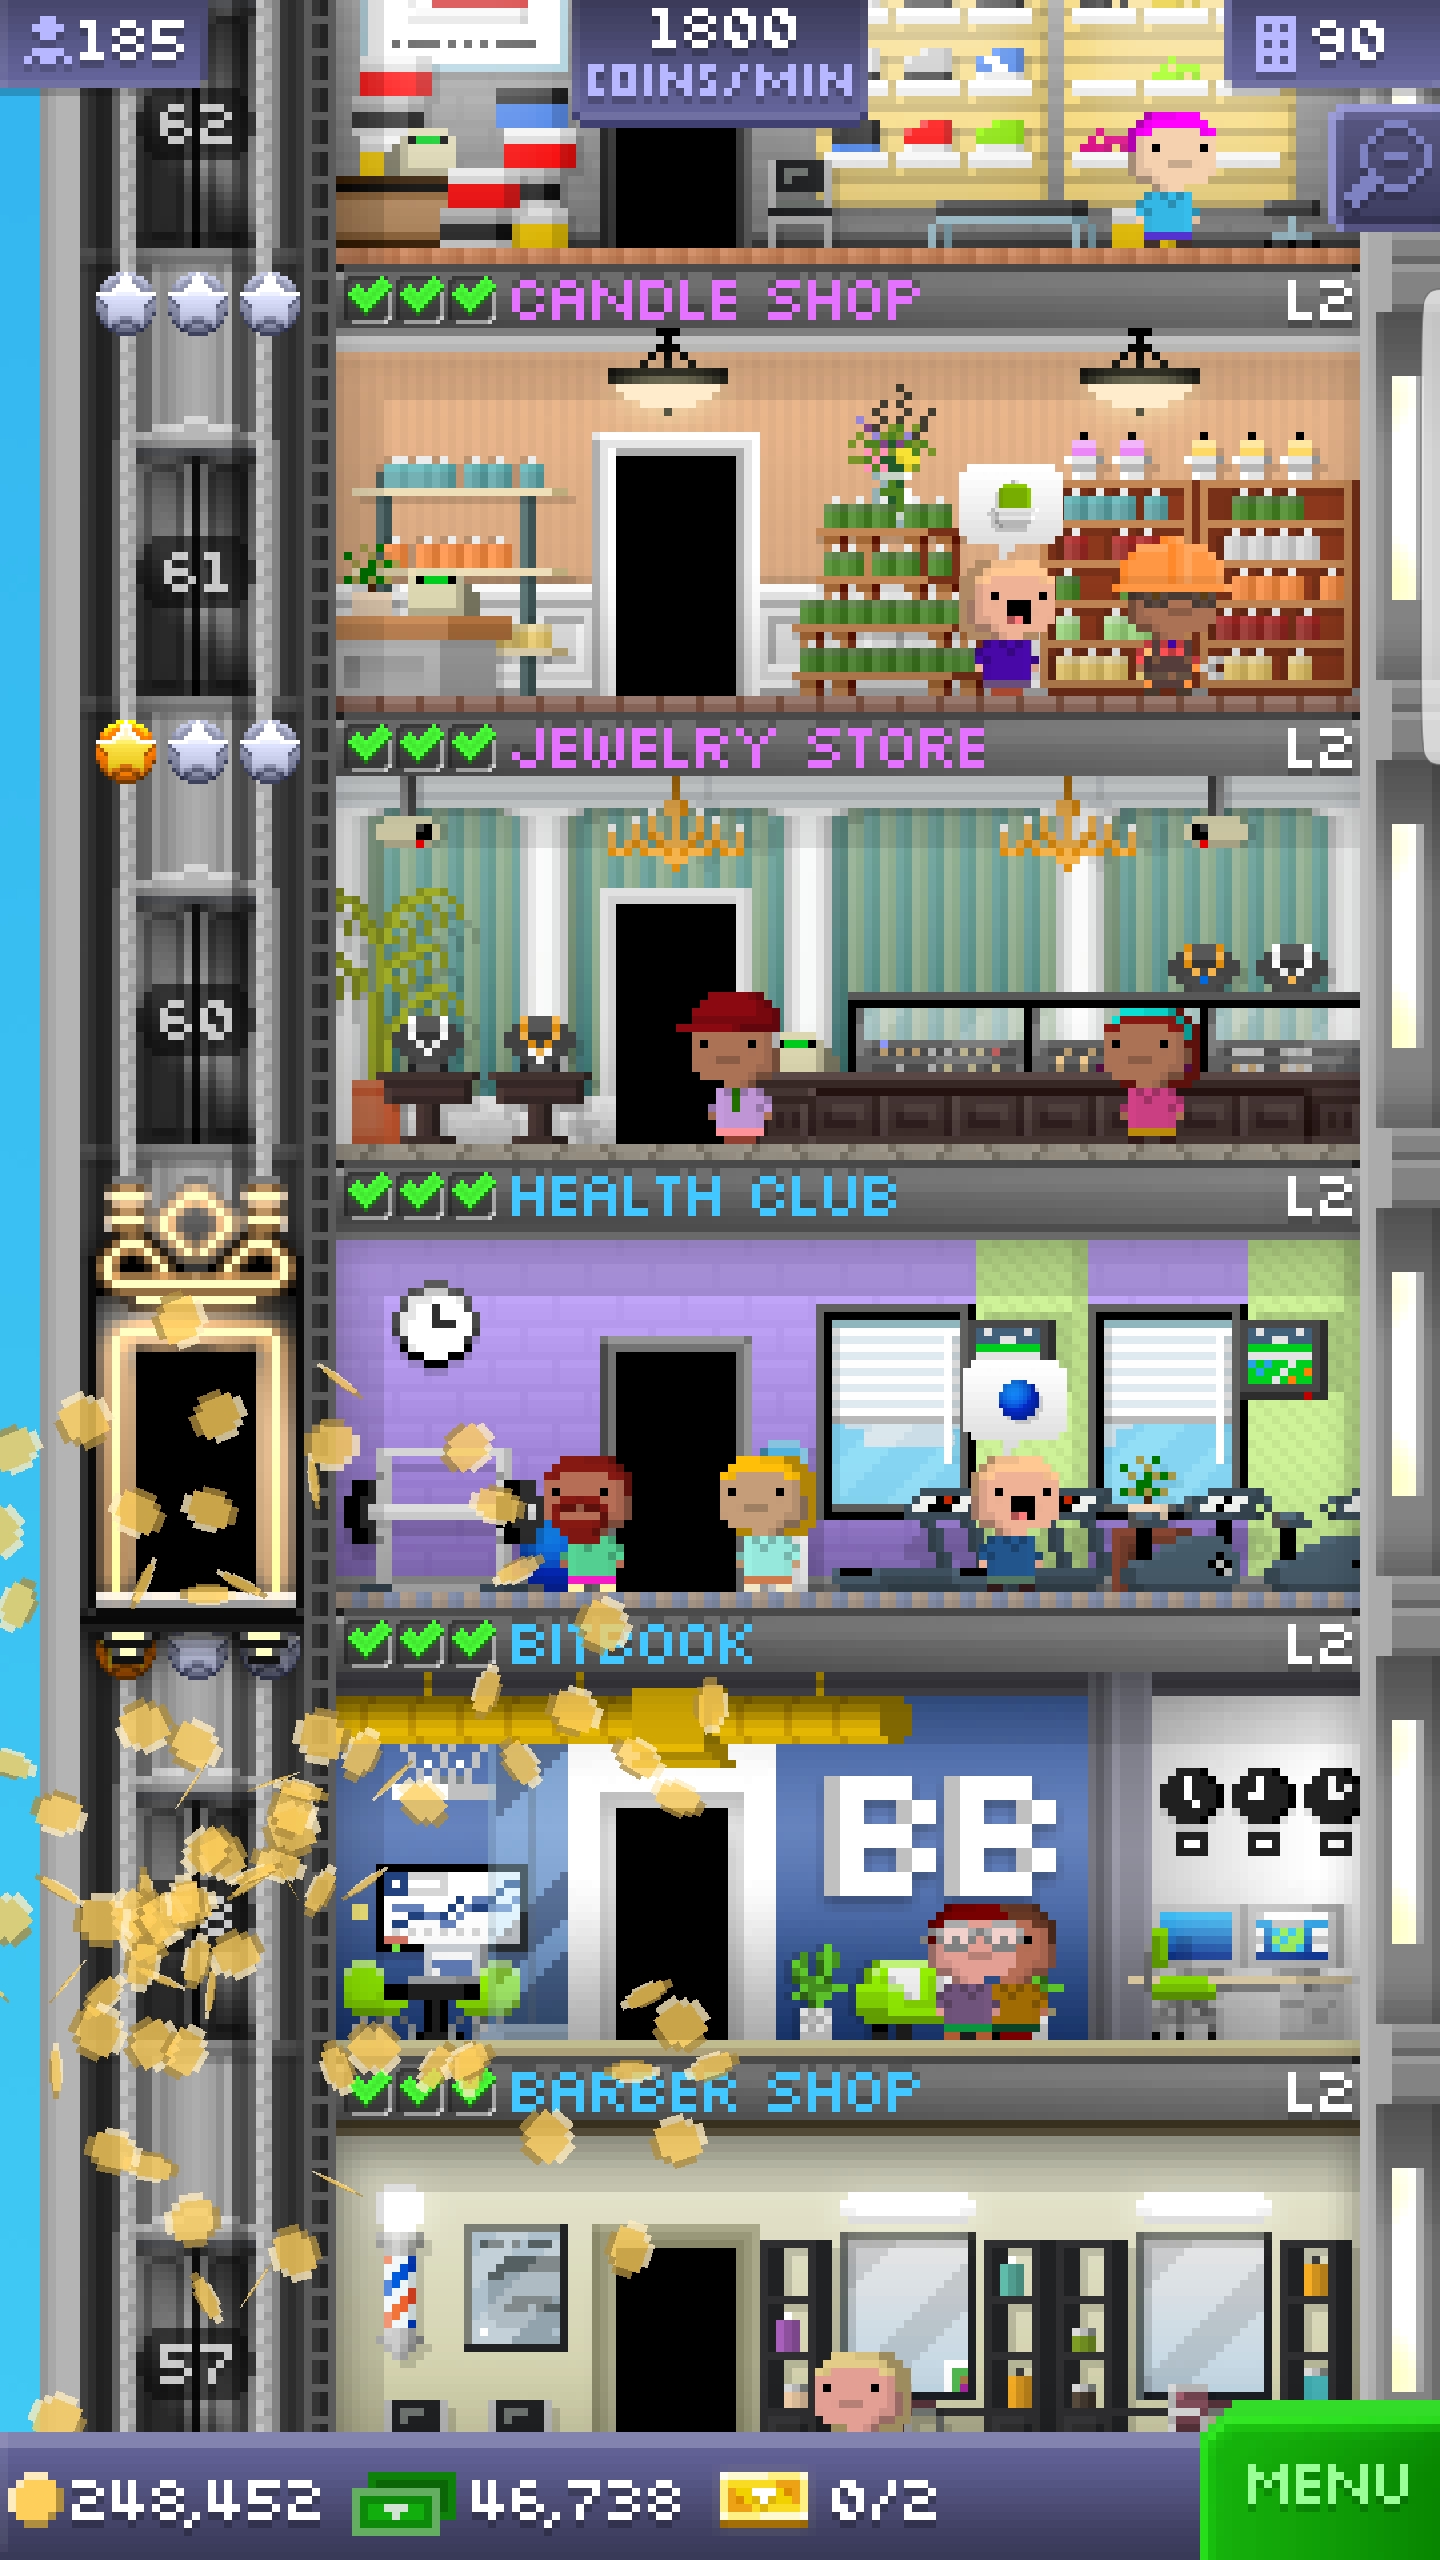 185
1800
COINS/MIN
90
62
CANDLE SHOP L2
61
JEWELRY STORE L2
60
HEALTH CLUB L2
BITBOOK L2
BB
BARBER SHOP L2
57
248,452 46,738 0/2
MENU